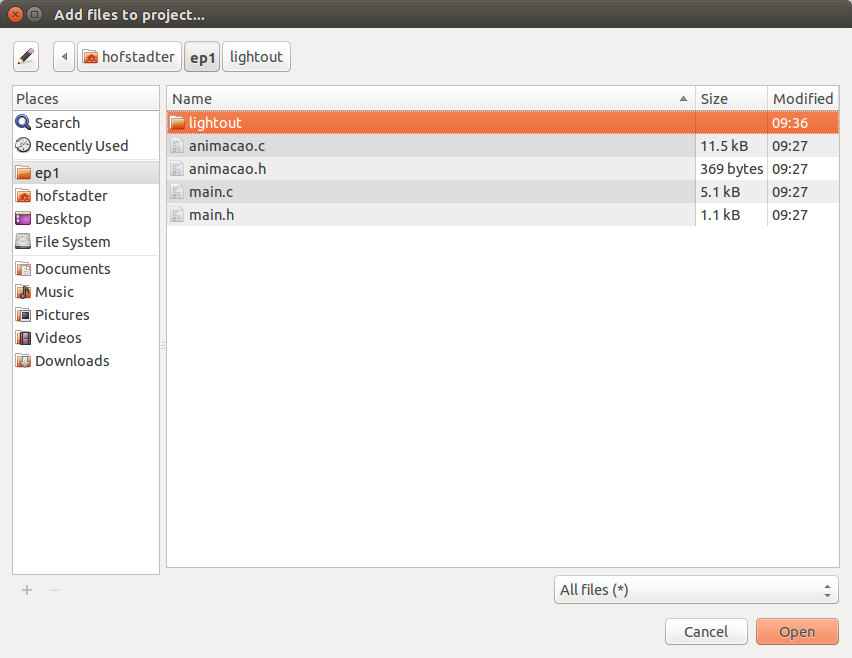 Add files to project...
hofstadter ep1 lightout
Places
Search
Recently Used
ep1
hofstadter
Desktop
File System
Documents
Music
Pictures
Videos
Downloads
Name Size Modified
lightout 09:36
animacao.c 11.5 kB 09:27
animacao.h 369 bytes 09:27
main.c 5.1 kB 09:27
main.h 1.1 kB 09:27
All files (*)
Cancel Open